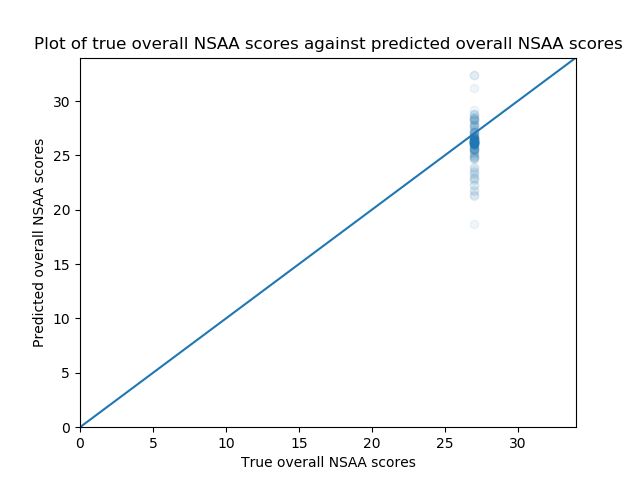 Plot of true overall NSAA scores against predicted overall NSAA scores
30
25
20
15
10
5
0
Predicted overall NSAA scores
0 5 10 15 20 25 30
True overall NSAA scores